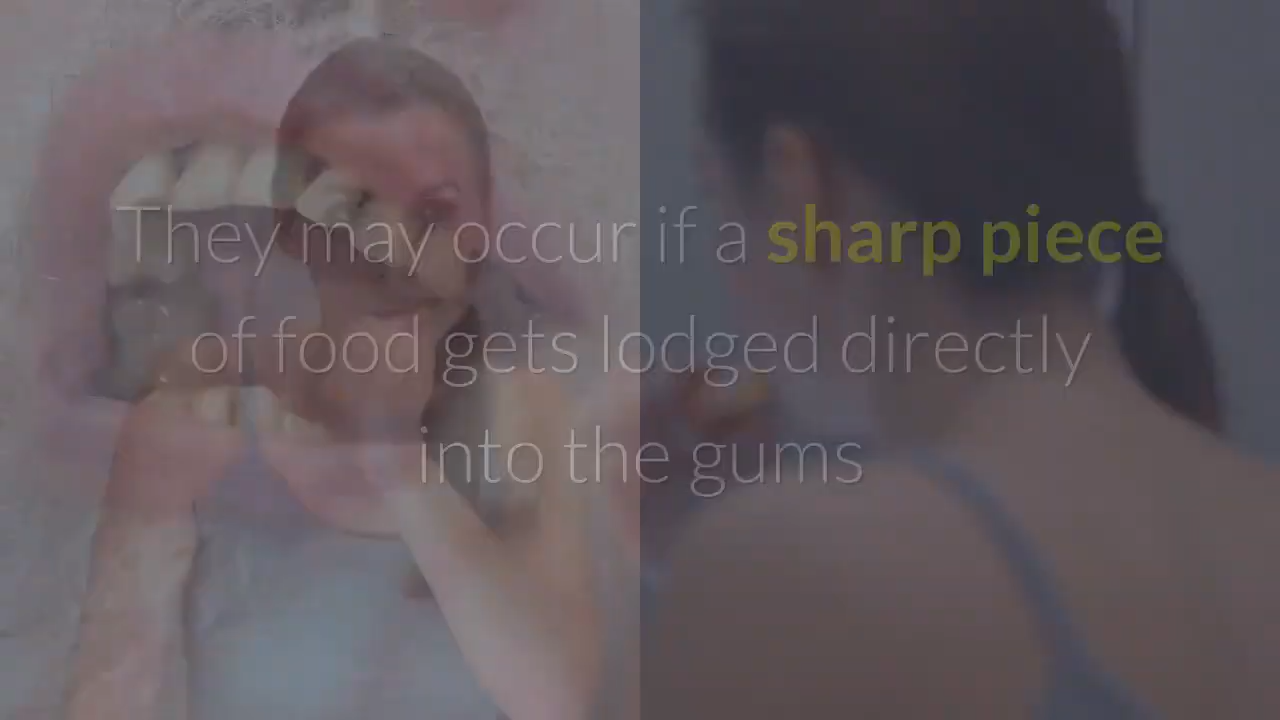 They may occur if a sharp piece
of food gets lodged directly
into the gums